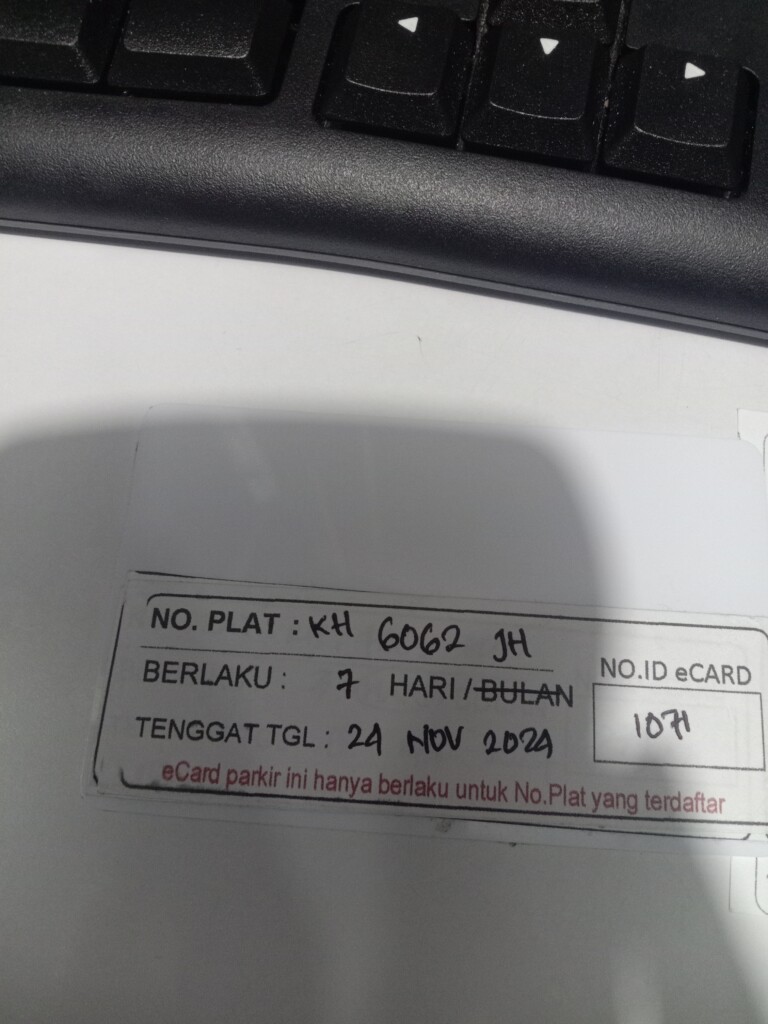 NO. PLAT : KH 6062 JH
BERLAKU : 7 HARI / BULAN
NO.ID eCARD
1071
TENGGAT TGL : 24 NOV 2024
eCard parkir ini hanya berlaku untuk No.Plat yang terdaftar